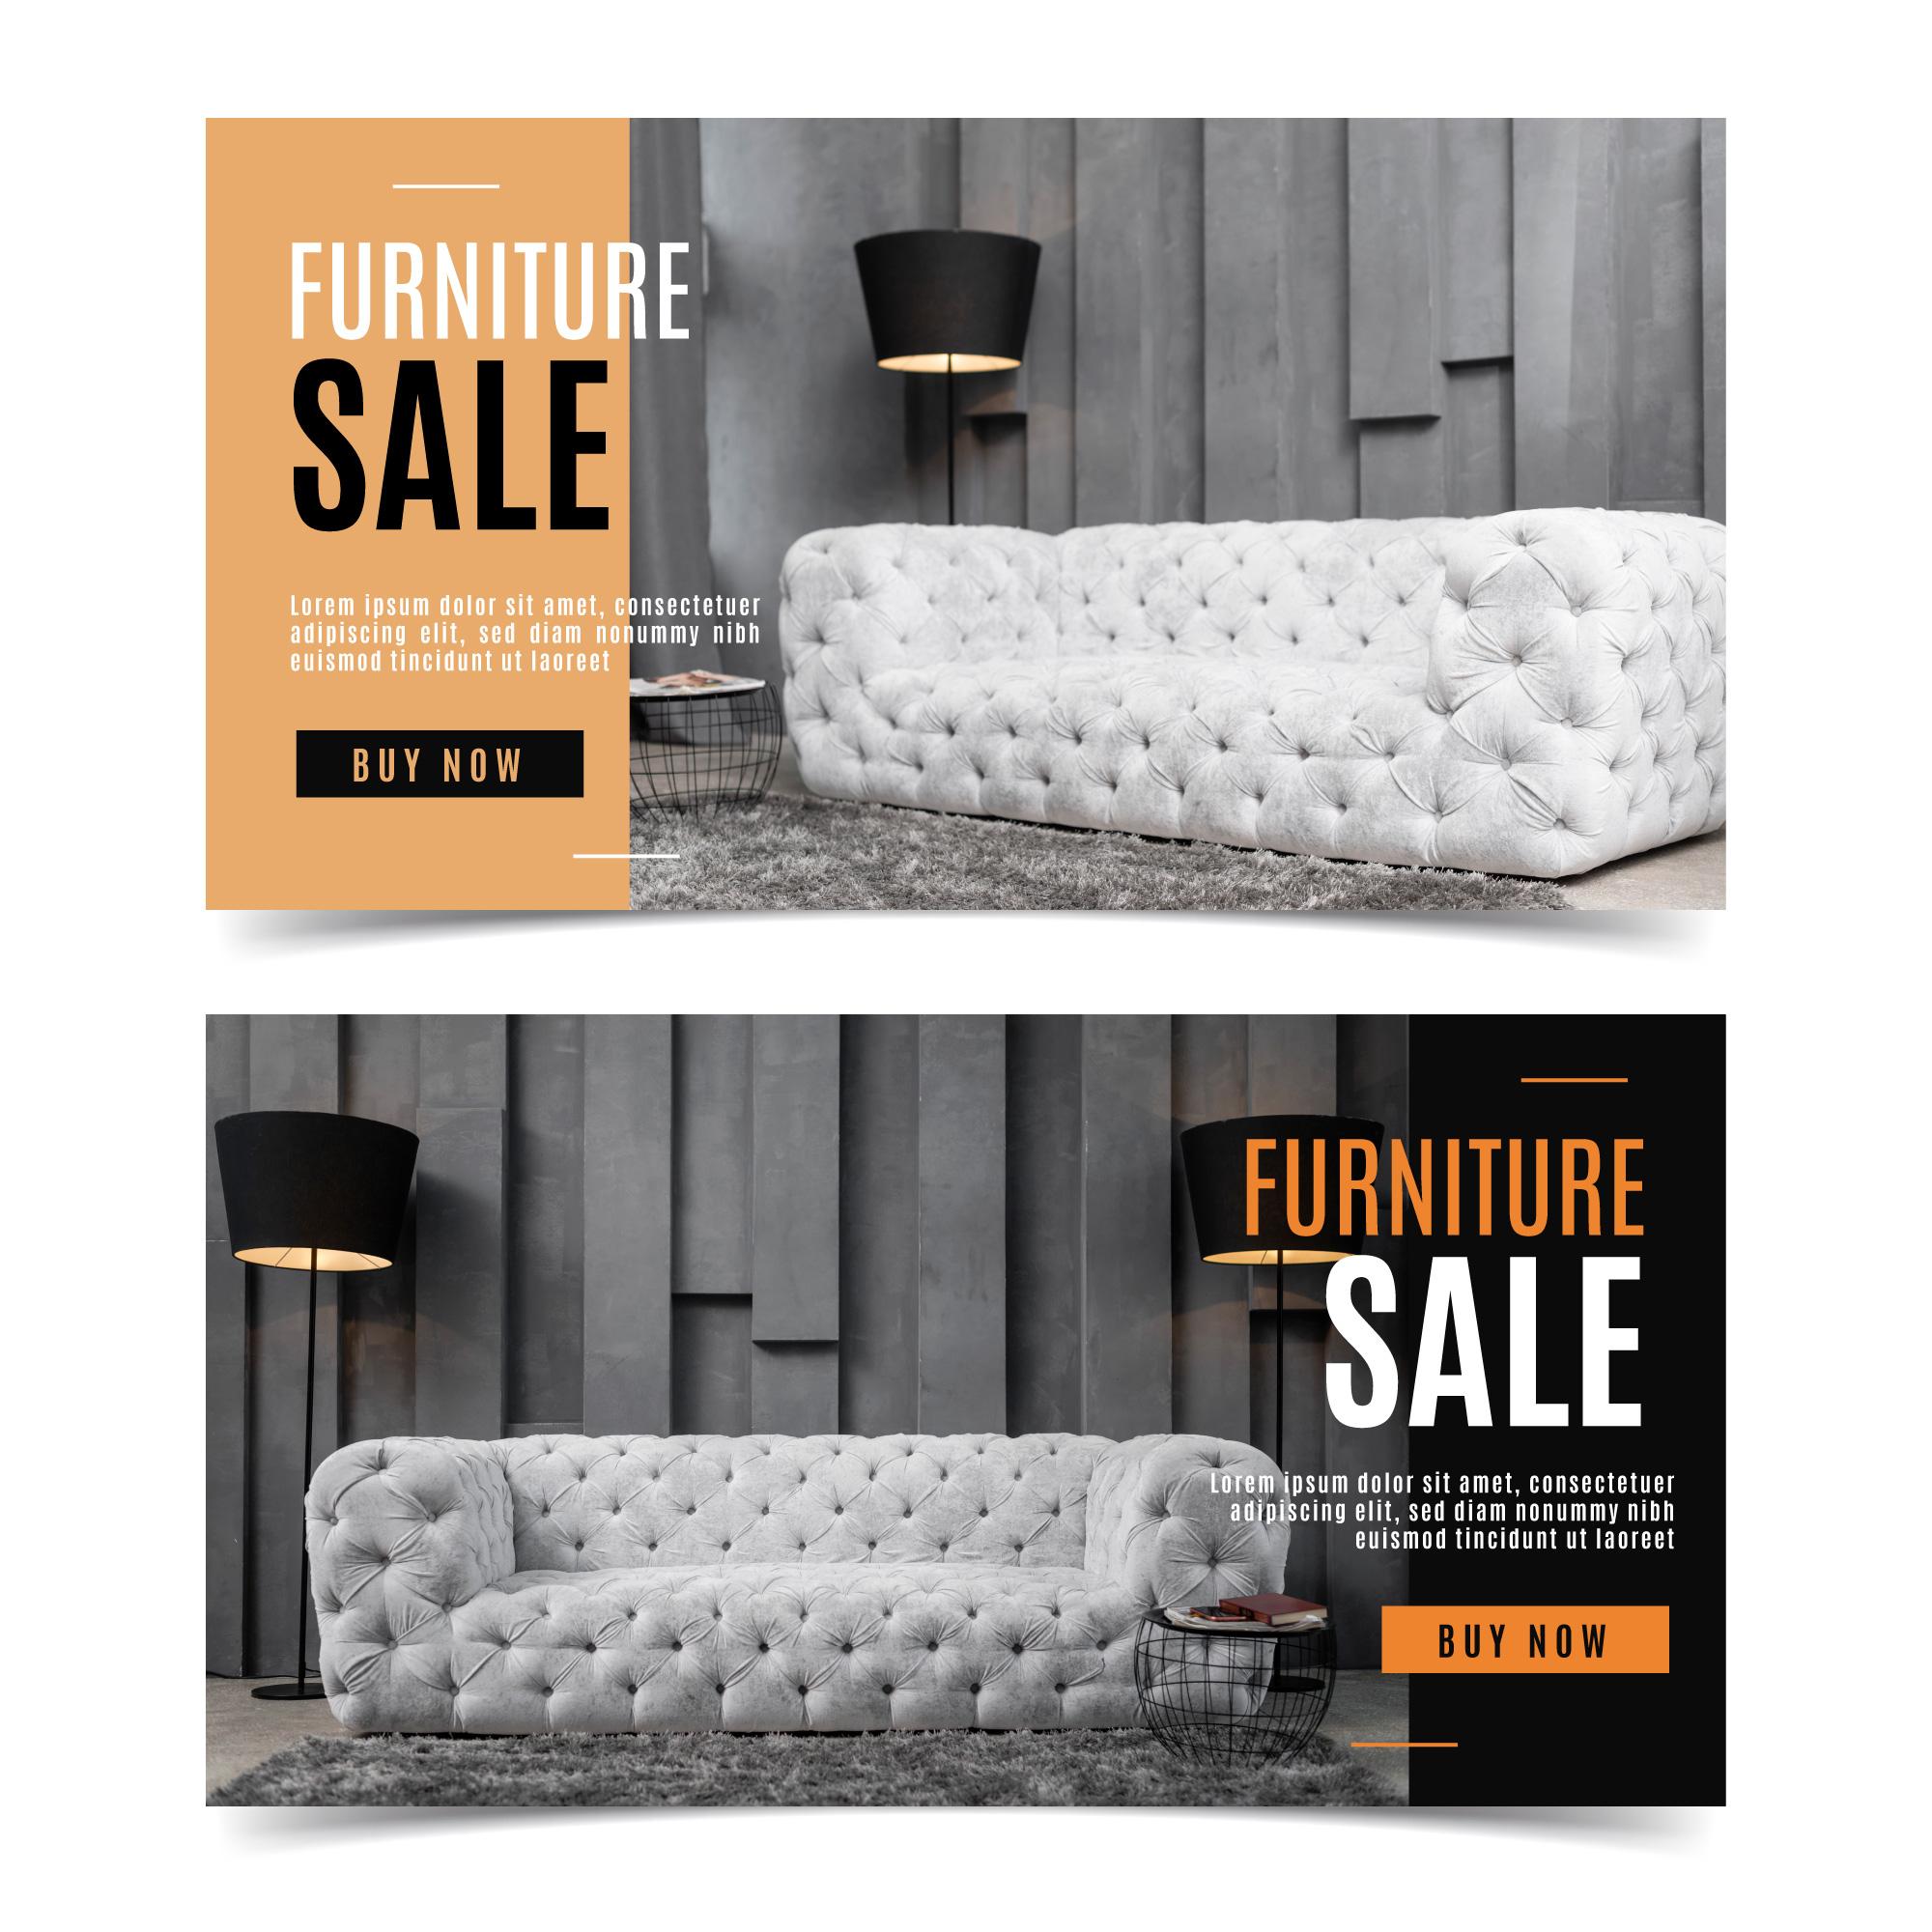 FURNITURE
SALE
Lorem ipsum dolor sit amet, consectetuer
adipiscing elit, sed diam nonummy nibh
euismod tincidunt ut laoreet
BUY NOW
FURNITURE
SALE
Lorem ipsum dolor sit amet, consectetuer
adipiscing elit, sed diam nonummy nibh
euismod tincidunt ut laoreet
BUY NOW